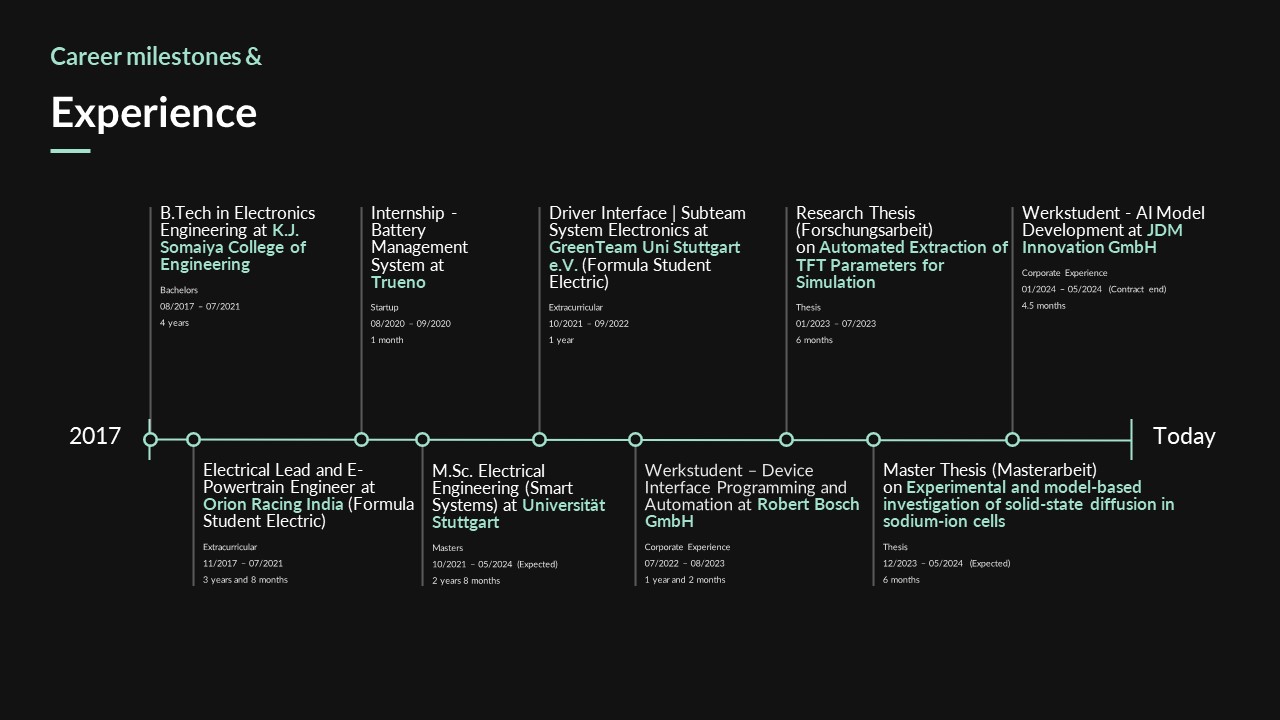 Career milestones &
Experience
B.Tech in Electronics
Engineering at K.J.
Somaiya College of
Engineering
Bachelors
08/2017 – 07/2021
4 years
Internship -
Battery
Management
System at
Trueno
Startup
08/2020 – 09/2020
1 month
Driver Interface | Subteam
System Electronics at
GreenTeam Uni Stuttgart
e.V. (Formula Student
Electric)
Extracurricular
10/2021 – 09/2022
1 year
Research Thesis
(Forschungsarbeit)
on Automated Extraction of
TFT Parameters for
Simulation
Thesis
01/2023 – 07/2023
6 months
Werkstudent - AI Model
Development at JDM
Innovation GmbH
Corporate Experience
01/2024 – 05/2024 (Contract end)
4.5 months
2017
Today
Electrical Lead and E-
Powertrain Engineer at
Orion Racing India (Formula
Student Electric)
Extracurricular
11/2017 – 07/2021
3 years and 8 months
M.Sc. Electrical
Engineering (Smart
Systems) at Universität
Stuttgart
Masters
10/2021 – 05/2024 (Expected)
2 years 8 months
Werkstudent – Device
Interface Programming and
Automation at Robert Bosch
GmbH
Corporate Experience
07/2022 – 08/2023
1 year and 2 months
Master Thesis (Masterarbeit)
on Experimental and model-based
investigation of solid-state diffusion in
sodium-ion cells
Thesis
12/2023 – 05/2024 (Expected)
6 months